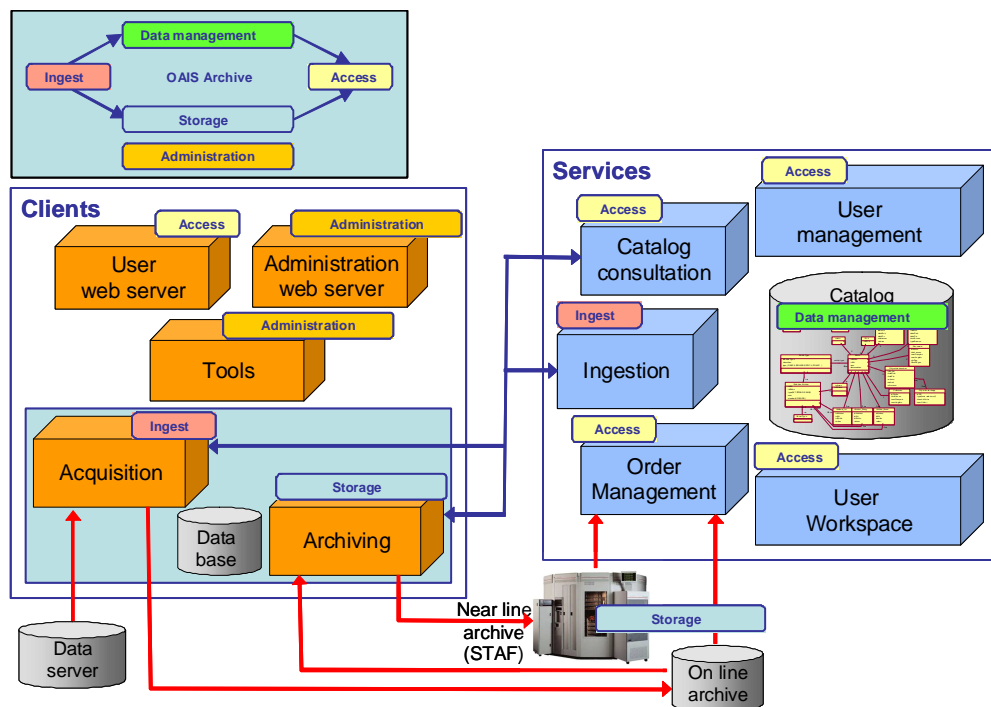 Data management
Ingest
OAIS Archive
Access
Storage
Administration
Clients
Access
User
web server
Administration
Administration
web server
Administration
Tools
Ingest
Acquisition
Storage
Archiving
Data
base
Data
server
Services
Access
Catalog
consultation
Access
User
management
Ingest
Ingestion
Catalog
Data management
Access
Order
Management
Access
User
Workspace
Near line
archive
(STAF)
Storage
On line
archive